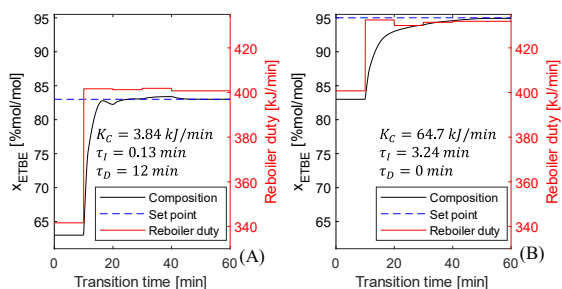 95
90
85
80
75
70
65
x_ETBE [%mol/mol]
420
400
380
360
340
Reboiler duty [kJ/min]
K_C = 3.84 kJ/min
τ_I = 0.13 min
τ_D = 12 min
Composition
Set point
Reboiler duty
0 20 40 60
Transition time [min]
(A)
95
90
85
80
75
70
65
x_ETBE [%mol/mol]
420
400
380
360
340
Reboiler duty [kJ/min]
K_C = 64.7 kJ/min
τ_I = 3.24 min
τ_D = 0 min
Composition
Set point
Reboiler duty
0 20 40 60
Transition time [min]
(B)